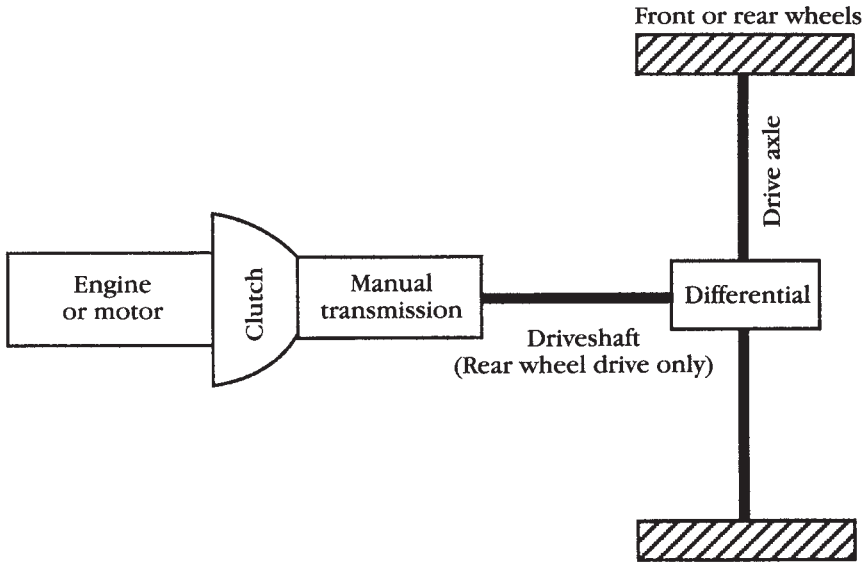 Front or rear wheels
Drive axle
Engine
or motor
Clutch
Manual
transmission
Differential
Driveshaft
(Rear wheel drive only)